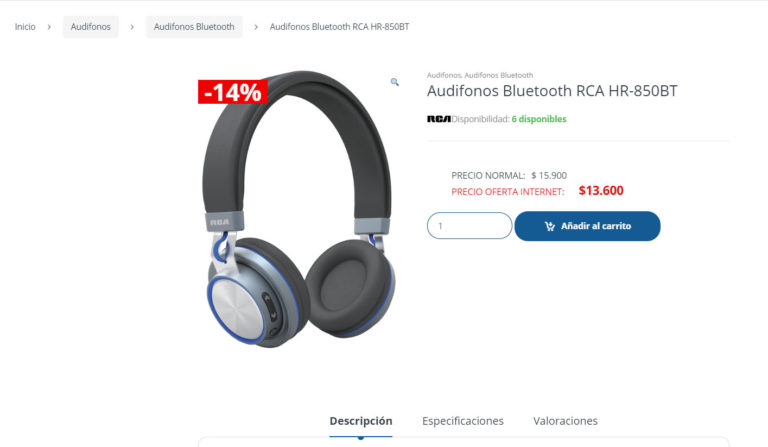 Inicio > Audifonos > Audifonos Bluetooth > Audifonos Bluetooth RCA HR-850BT
-14%
RCA
Audifonos, Audifonos Bluetooth
Audifonos Bluetooth RCA HR-850BT
RCA Disponibilidad: 6 disponibles
PRECIO NORMAL: $ 15.900
PRECIO OFERTA INTERNET: $13.600
1 Añadir al carrito
Descripción Especificaciones Valoraciones